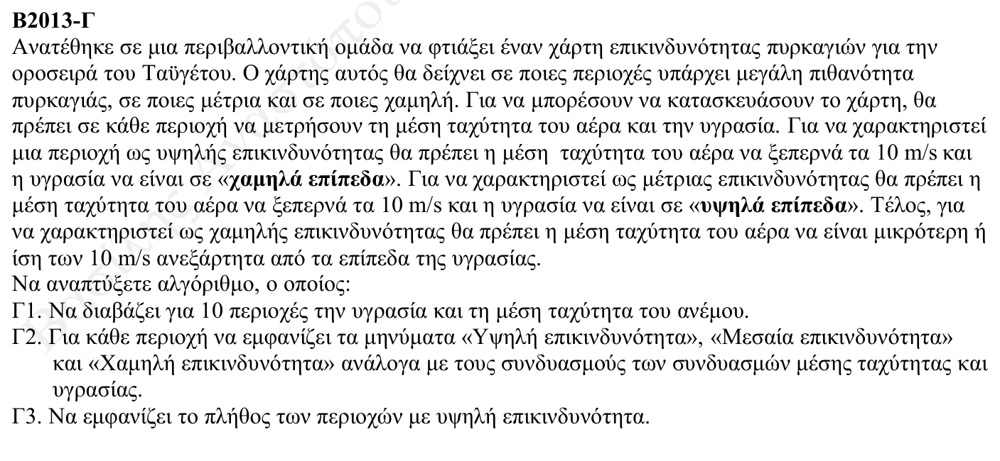 Β2013-Γ
Ανατέθηκε σε μια περιβαλλοντική ομάδα να φτιάξει έναν χάρτη επικινδυνότητας πυρκαγιών για την
οροσειρά του Ταϋγέτου. Ο χάρτης αυτός θα δείχνει σε ποιες περιοχές υπάρχει μεγάλη πιθανότητα
πυρκαγιάς, σε ποιες μέτρια και σε ποιες χαμηλή. Για να μπορέσουν να κατασκευάσουν το χάρτη, θα
πρέπει σε κάθε περιοχή να μετρήσουν τη μέση ταχύτητα του αέρα και την υγρασία. Για να χαρακτηριστεί
μια περιοχή ως υψηλής επικινδυνότητας θα πρέπει η μέση  ταχύτητα του αέρα να ξεπερνά τα 10 m/s και
η υγρασία να είναι σε «χαμηλά επίπεδα». Για να χαρακτηριστεί ως μέτριας επικινδυνότητας θα πρέπει η
μέση ταχύτητα του αέρα να ξεπερνά τα 10 m/s και η υγρασία να είναι σε «υψηλά επίπεδα». Τέλος, για
να χαρακτηριστεί ως χαμηλής επικινδυνότητας θα πρέπει η μέση ταχύτητα του αέρα να είναι μικρότερη ή
ίση των 10 m/s ανεξάρτητα από τα επίπεδα της υγρασίας.
Να αναπτύξετε αλγόριθμο, ο οποίος:
Γ1. Να διαβάζει για 10 περιοχές την υγρασία και τη μέση ταχύτητα του ανέμου.
Γ2. Για κάθε περιοχή να εμφανίζει τα μηνύματα «Υψηλή επικινδυνότητα», «Μεσαία επικινδυνότητα»
και «Χαμηλή επικινδυνότητα» ανάλογα με τους συνδυασμούς των συνδυασμών μέσης ταχύτητας και
υγρασίας.
Γ3. Να εμφανίζει το πλήθος των περιοχών με υψηλή επικινδυνότητα.